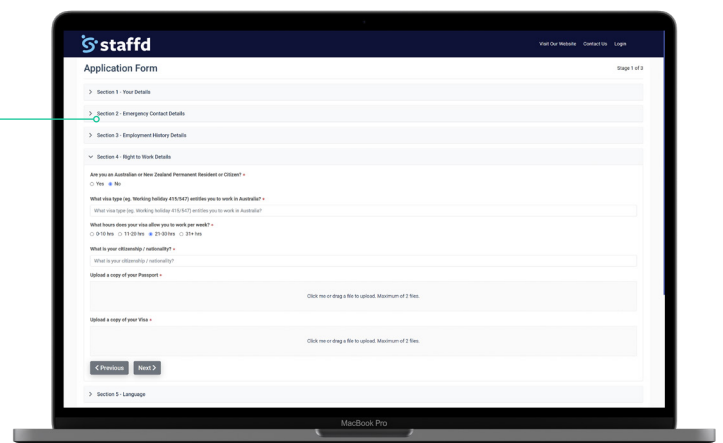 staffd
Visit Our Website Contact Us Login
Application Form
Stage 1 of 3
Section 1 - Your Details
Section 2 - Emergency Contact Details
Section 3 - Employment History Details
Section 4 - Right to Work Details
Are you an Australian or New Zealand Permanent Resident or Citizen? *
Yes No
What visa type (eg. Working holiday 415/547) entitles you to work in Australia? *
What visa type (eg. Working holiday 415/547) entitles you to work in Australia?
What hours does your visa allow you to work per week? *
0-10 hrs 11-20 hrs 21-30 hrs 31+ hrs
What is your citizenship / nationality? *
What is your citizenship / nationality?
Upload a copy of your Passport *
Click me or drag a file to upload. Maximum of 2 files.
Upload a copy of your Visa *
Click me or drag a file to upload. Maximum of 2 files.
< Previous Next >
Section 5 - Language
MacBook Pro